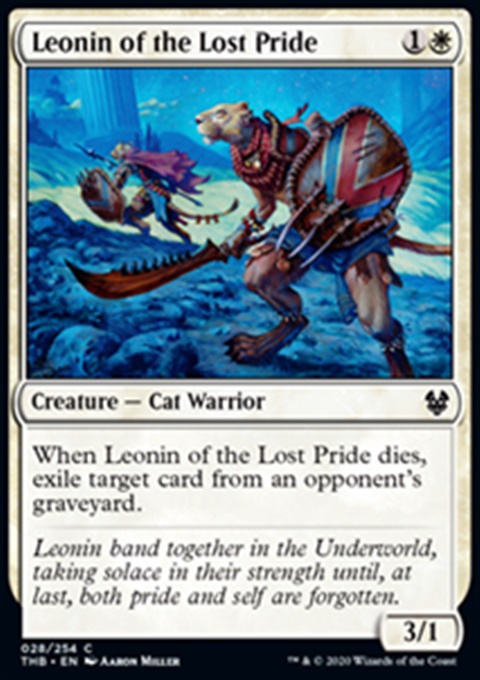 Leonin of the Lost Pride 1
Creature — Cat Warrior
When Leonin of the Lost Pride dies,
exile target card from an opponent's
graveyard.
Leonin band together in the Underworld,
taking solace in their strength until, at
last, both pride and self are forgotten.
3/1
028/254 C
THB • EN Aaron Miller
™ & © 2020 Wizards of the Coast